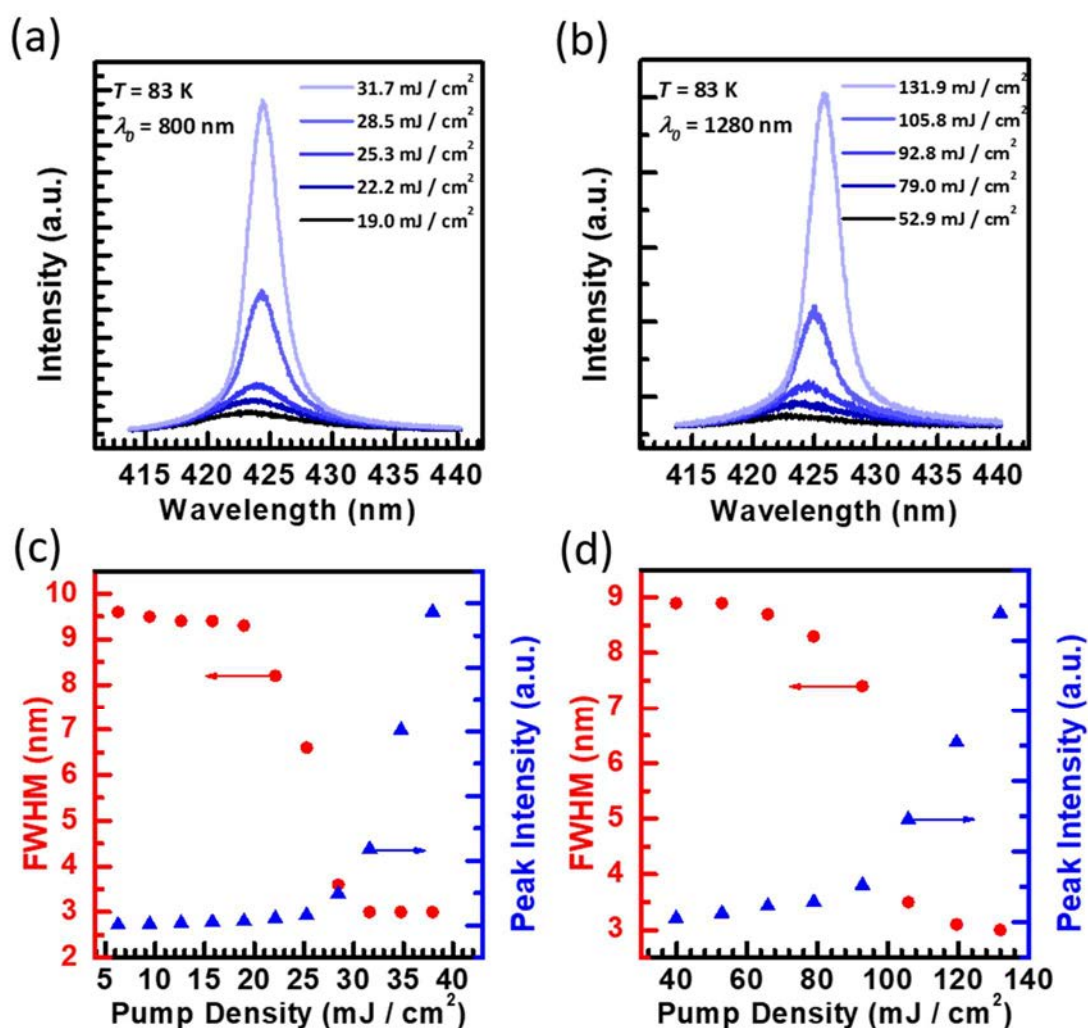 (a)
T = 83 K
λ0 = 800 nm
31.7 mJ / cm²
28.5 mJ / cm²
25.3 mJ / cm²
22.2 mJ / cm²
19.0 mJ / cm²
Intensity (a.u.)
415 420 425 430 435 440
Wavelength (nm)
(b)
T = 83 K
λ0 = 1280 nm
131.9 mJ / cm²
105.8 mJ / cm²
92.8 mJ / cm²
79.0 mJ / cm²
52.9 mJ / cm²
Intensity (a.u.)
415 420 425 430 435 440
Wavelength (nm)
(c)
10
9
8
7
6
5
4
3
2
FWHM (nm)
Peak Intensity (a.u.)
5 10 15 20 25 30 35 40
Pump Density (mJ / cm²)
(d)
9
8
7
6
5
4
3
FWHM (nm)
Peak Intensity (a.u.)
40 60 80 100 120 140
Pump Density (mJ / cm²)